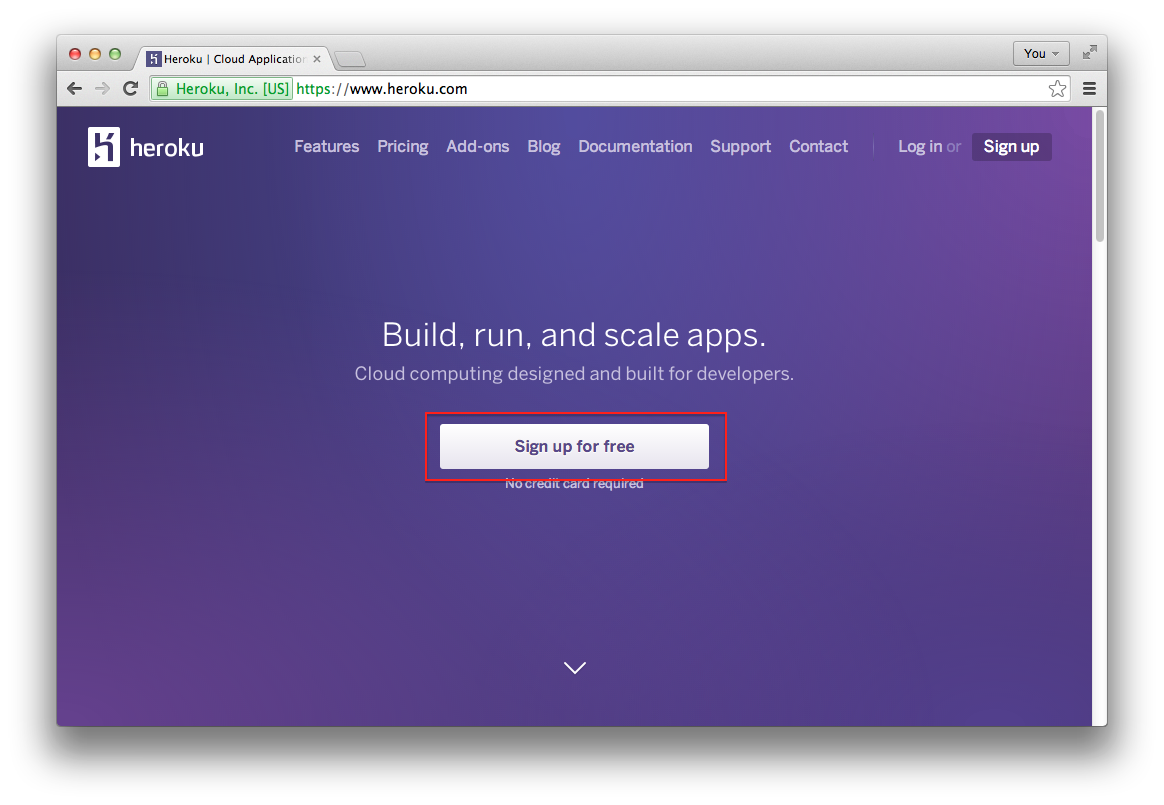 Heroku | Cloud Application
You
Heroku, Inc. [US] https://www.heroku.com
heroku Features Pricing Add-ons Blog Documentation Support Contact Log in or Sign up
Build, run, and scale apps.
Cloud computing designed and built for developers.
Sign up for free
No credit card required